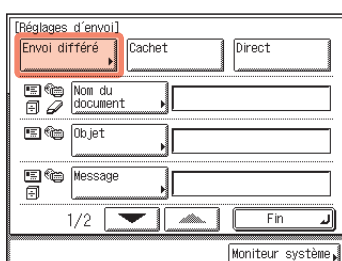 [Réglages d'envoi]
Envoi différé Cachet Direct
Nom du
document
Objet
Message
1/2 Fin
Moniteur système